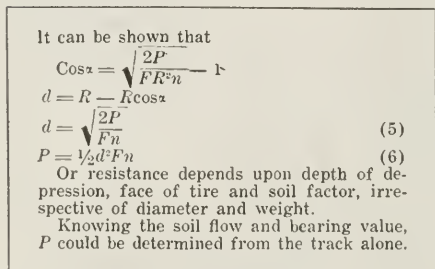 It can be shown that
Cosα = √(2P/FR²n) − 1
d = R − Rcosα
d = √(2P/Fn) (5)
P = ½d²Fn (6)
Or resistance depends upon depth of de-
pression, face of tire and soil factor, irre-
spective of diameter and weight.
Knowing the soil flow and bearing value,
P could be determined from the track alone.